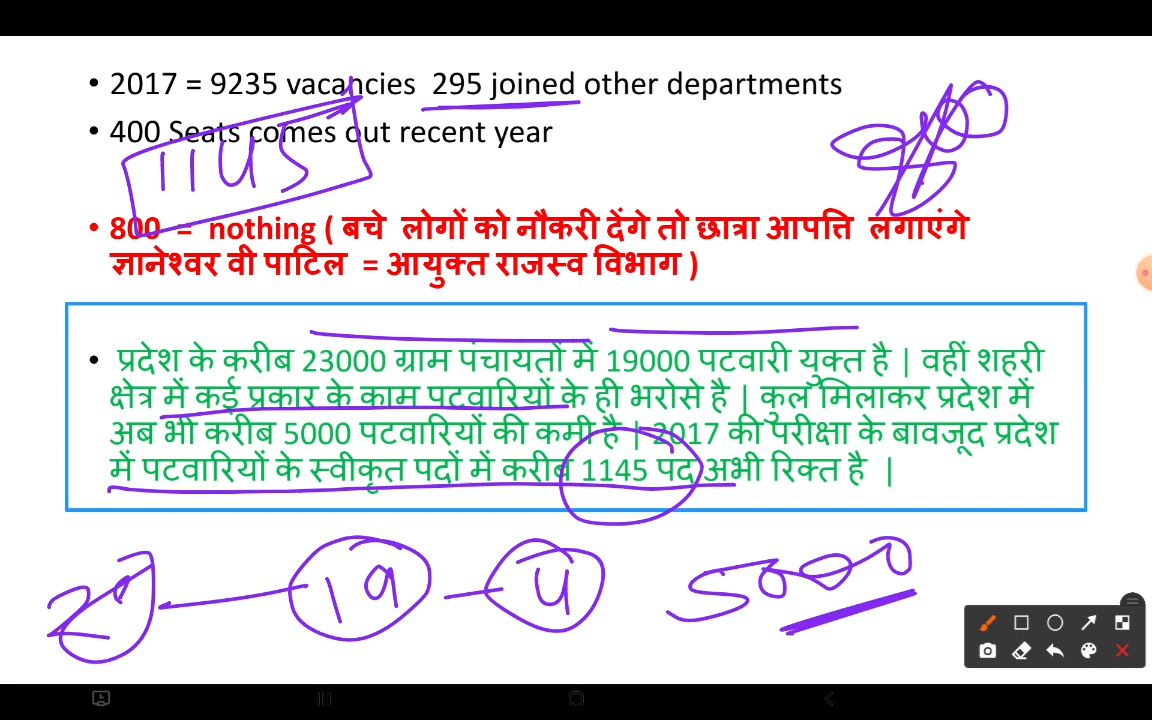 • 2017 = 9235 vacancies 295 joined other departments
• 400 Seats comes out recent year
1145
• 800 = nothing ( बचे लोगों को नौकरी देंगे तो छात्रा आपत्ति लगाएंगे
ज्ञानेश्वर वी पाटिल = आयुक्त राजस्व विभाग )
• प्रदेश के करीब 23000 ग्राम पंचायतों में 19000 पटवारी युक्त है | वहीं शहरी
क्षेत्र में कई प्रकार के काम पटवारियों के ही भरोसे है | कुल मिलाकर प्रदेश में
अब भी करीब 5000 पटवारियों की कमी है | 2017 की परीक्षा के बावजूद प्रदेश
में पटवारियों के स्वीकृत पदों में करीब 1145 पद अभी रिक्त है |
19 4 5000